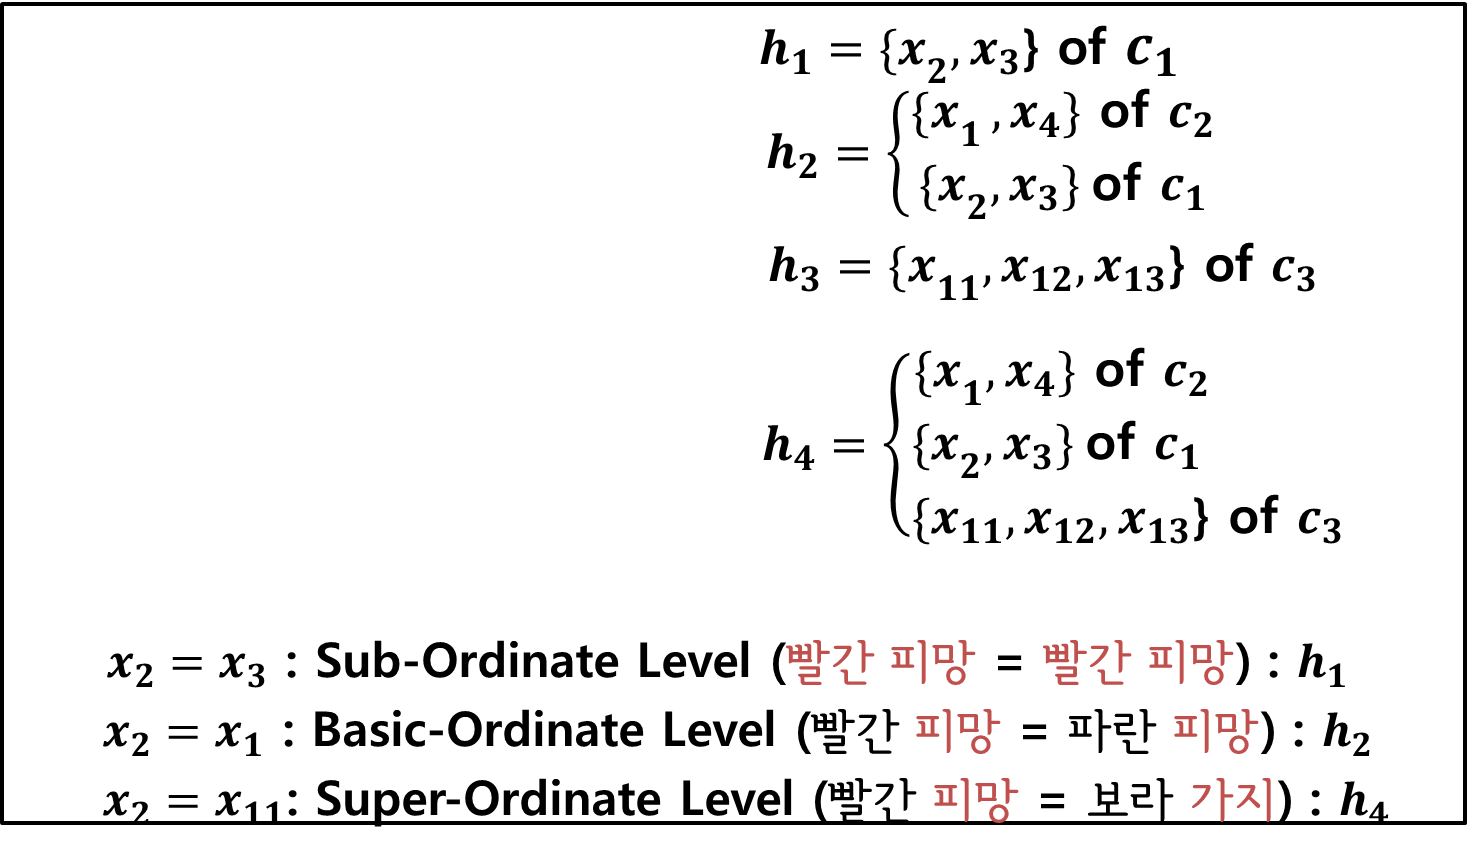 h₁ = {x₂, x₃} of c₁
h₂ = { {x₁ , x₄} of c₂
{x₂, x₃} of c₁
h₃ = {x₁₁, x₁₂, x₁₃} of c₃
{x₁, x₄} of c₂
h₄ = { {x₂, x₃} of c₁
{x₁₁, x₁₂, x₁₃} of c₃
x₂ = x₃ : Sub-Ordinate Level (빨간 피망 = 빨간 피망) : h₁
x₂ = x₁ : Basic-Ordinate Level (빨간 피망 = 파란 피망) : h₂
x₂ = x₁₁: Super-Ordinate Level (빨간 피망 = 보라 가지) : h₄